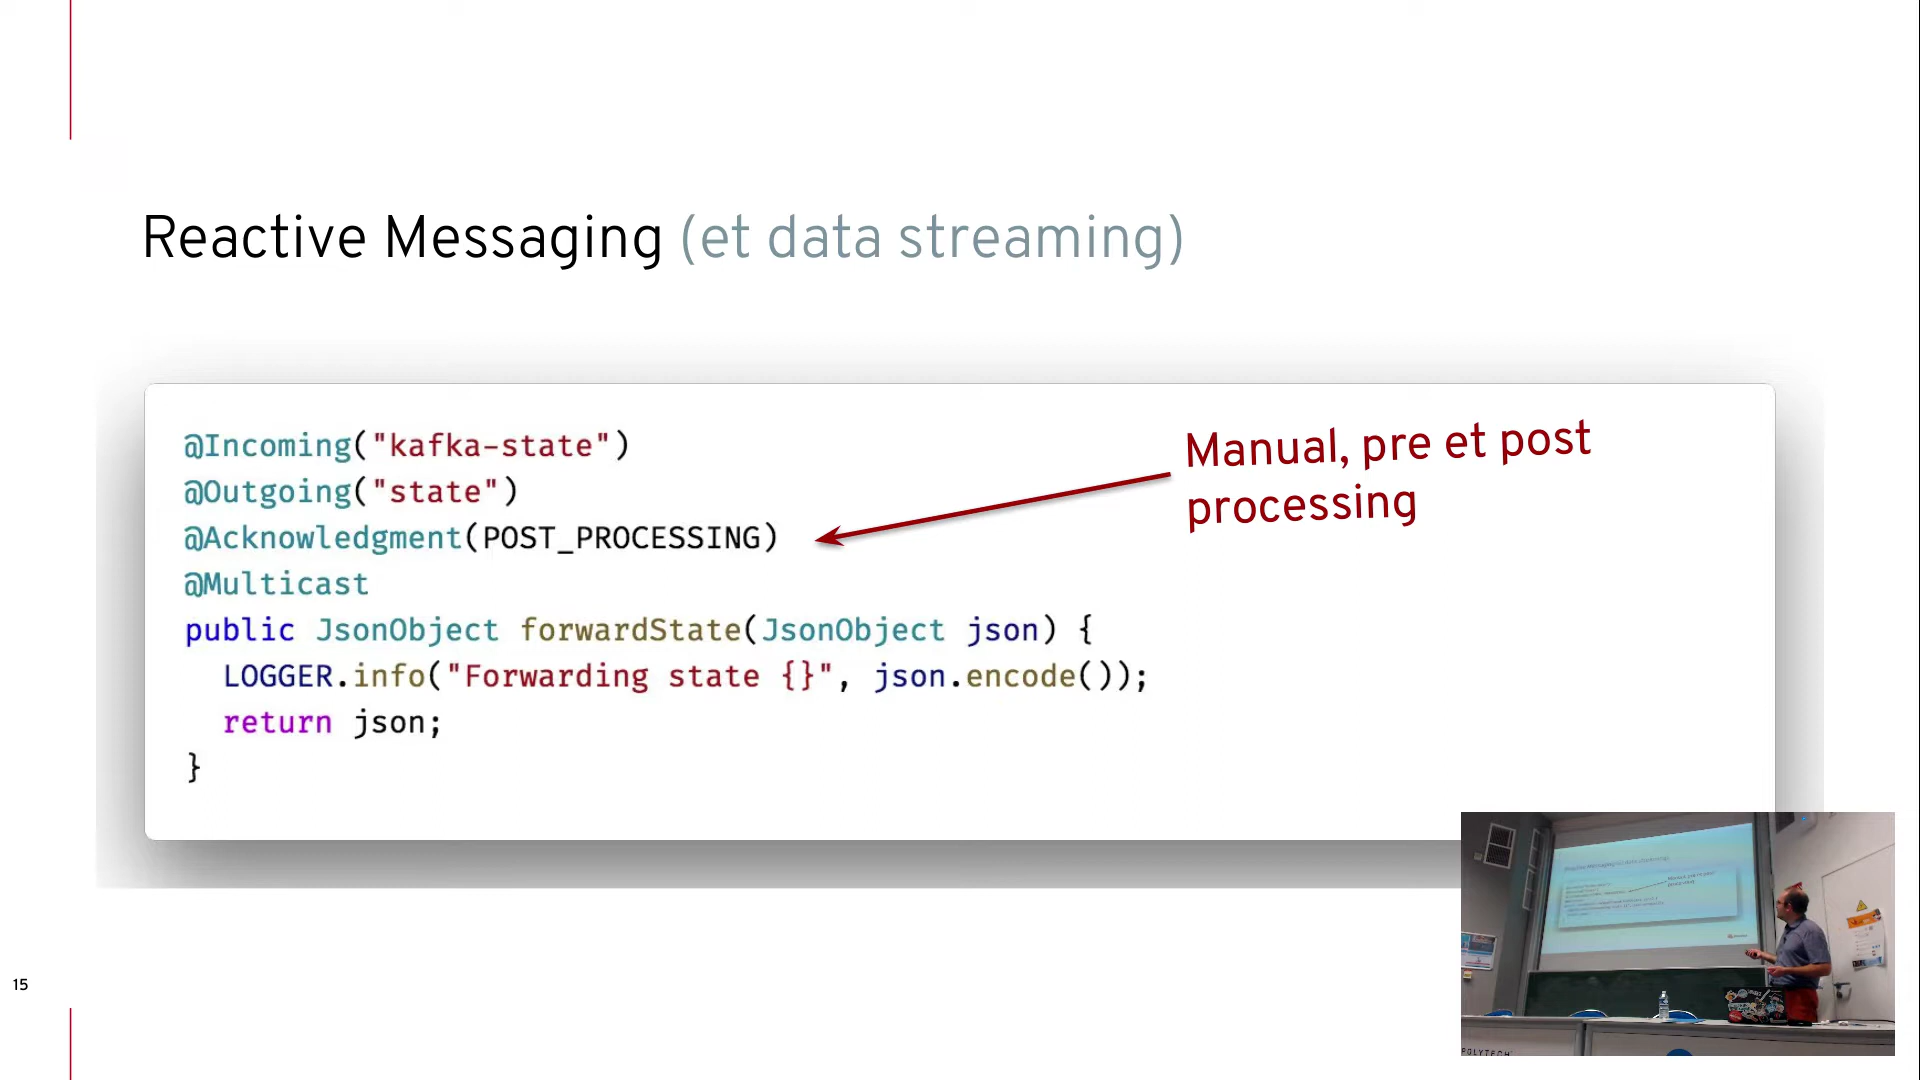 Reactive Messaging (et data streaming)
@Incoming("kafka-state")
@Outgoing("state")
@Acknowledgment(POST_PROCESSING)
@Multicast
public JsonObject forwardState(JsonObject json) {
LOGGER.info("Forwarding state {}", json.encode());
return json;
}
Manual, pre et post
processing
15
POLYTECH